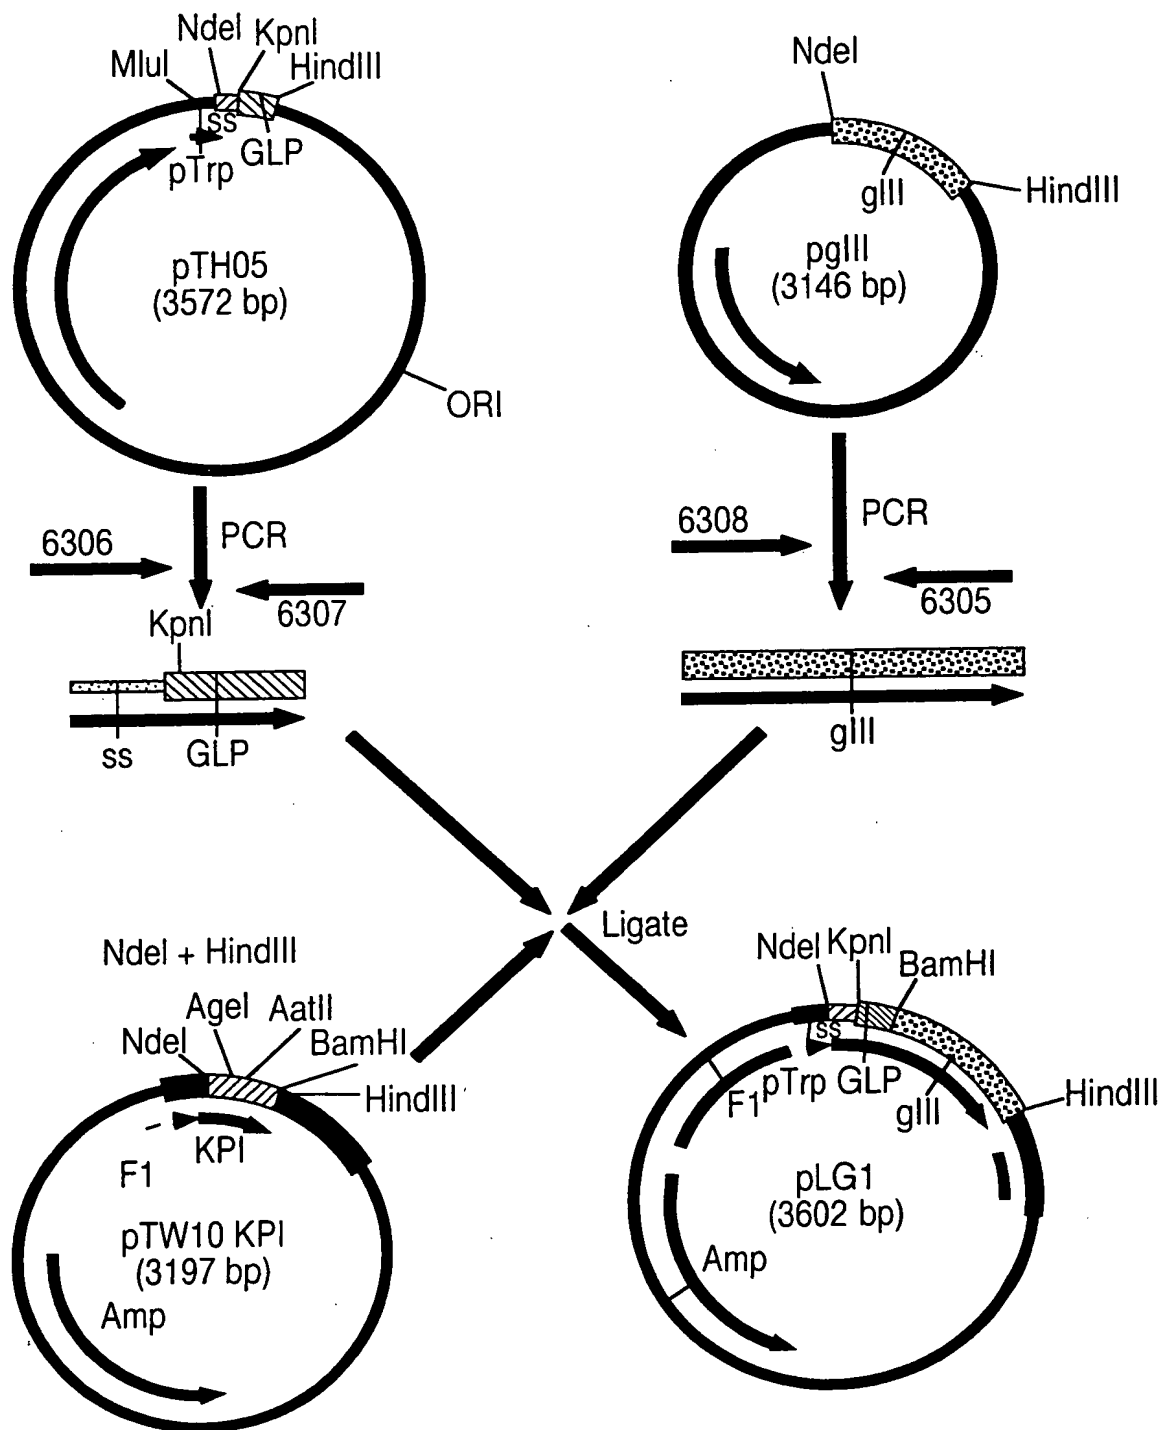 NdeI
KpnI
MluI
HindIII
ss
GLP
pTrp
pTH05
(3572 bp)
ORI
NdeI
gIII
HindIII
pgIII
(3146 bp)
PCR
6306
6307
KpnI
ss
GLP
PCR
6308
6305
gIII
Ligate
NdeI + HindIII
AgeI
AatII
NdeI
BamHI
HindIII
KPI
F1
pTW10 KPI
(3197 bp)
Amp
NdeI
KpnI
BamHI
ss
F1
pTrp
GLP
gIII
HindIII
pLG1
(3602 bp)
Amp